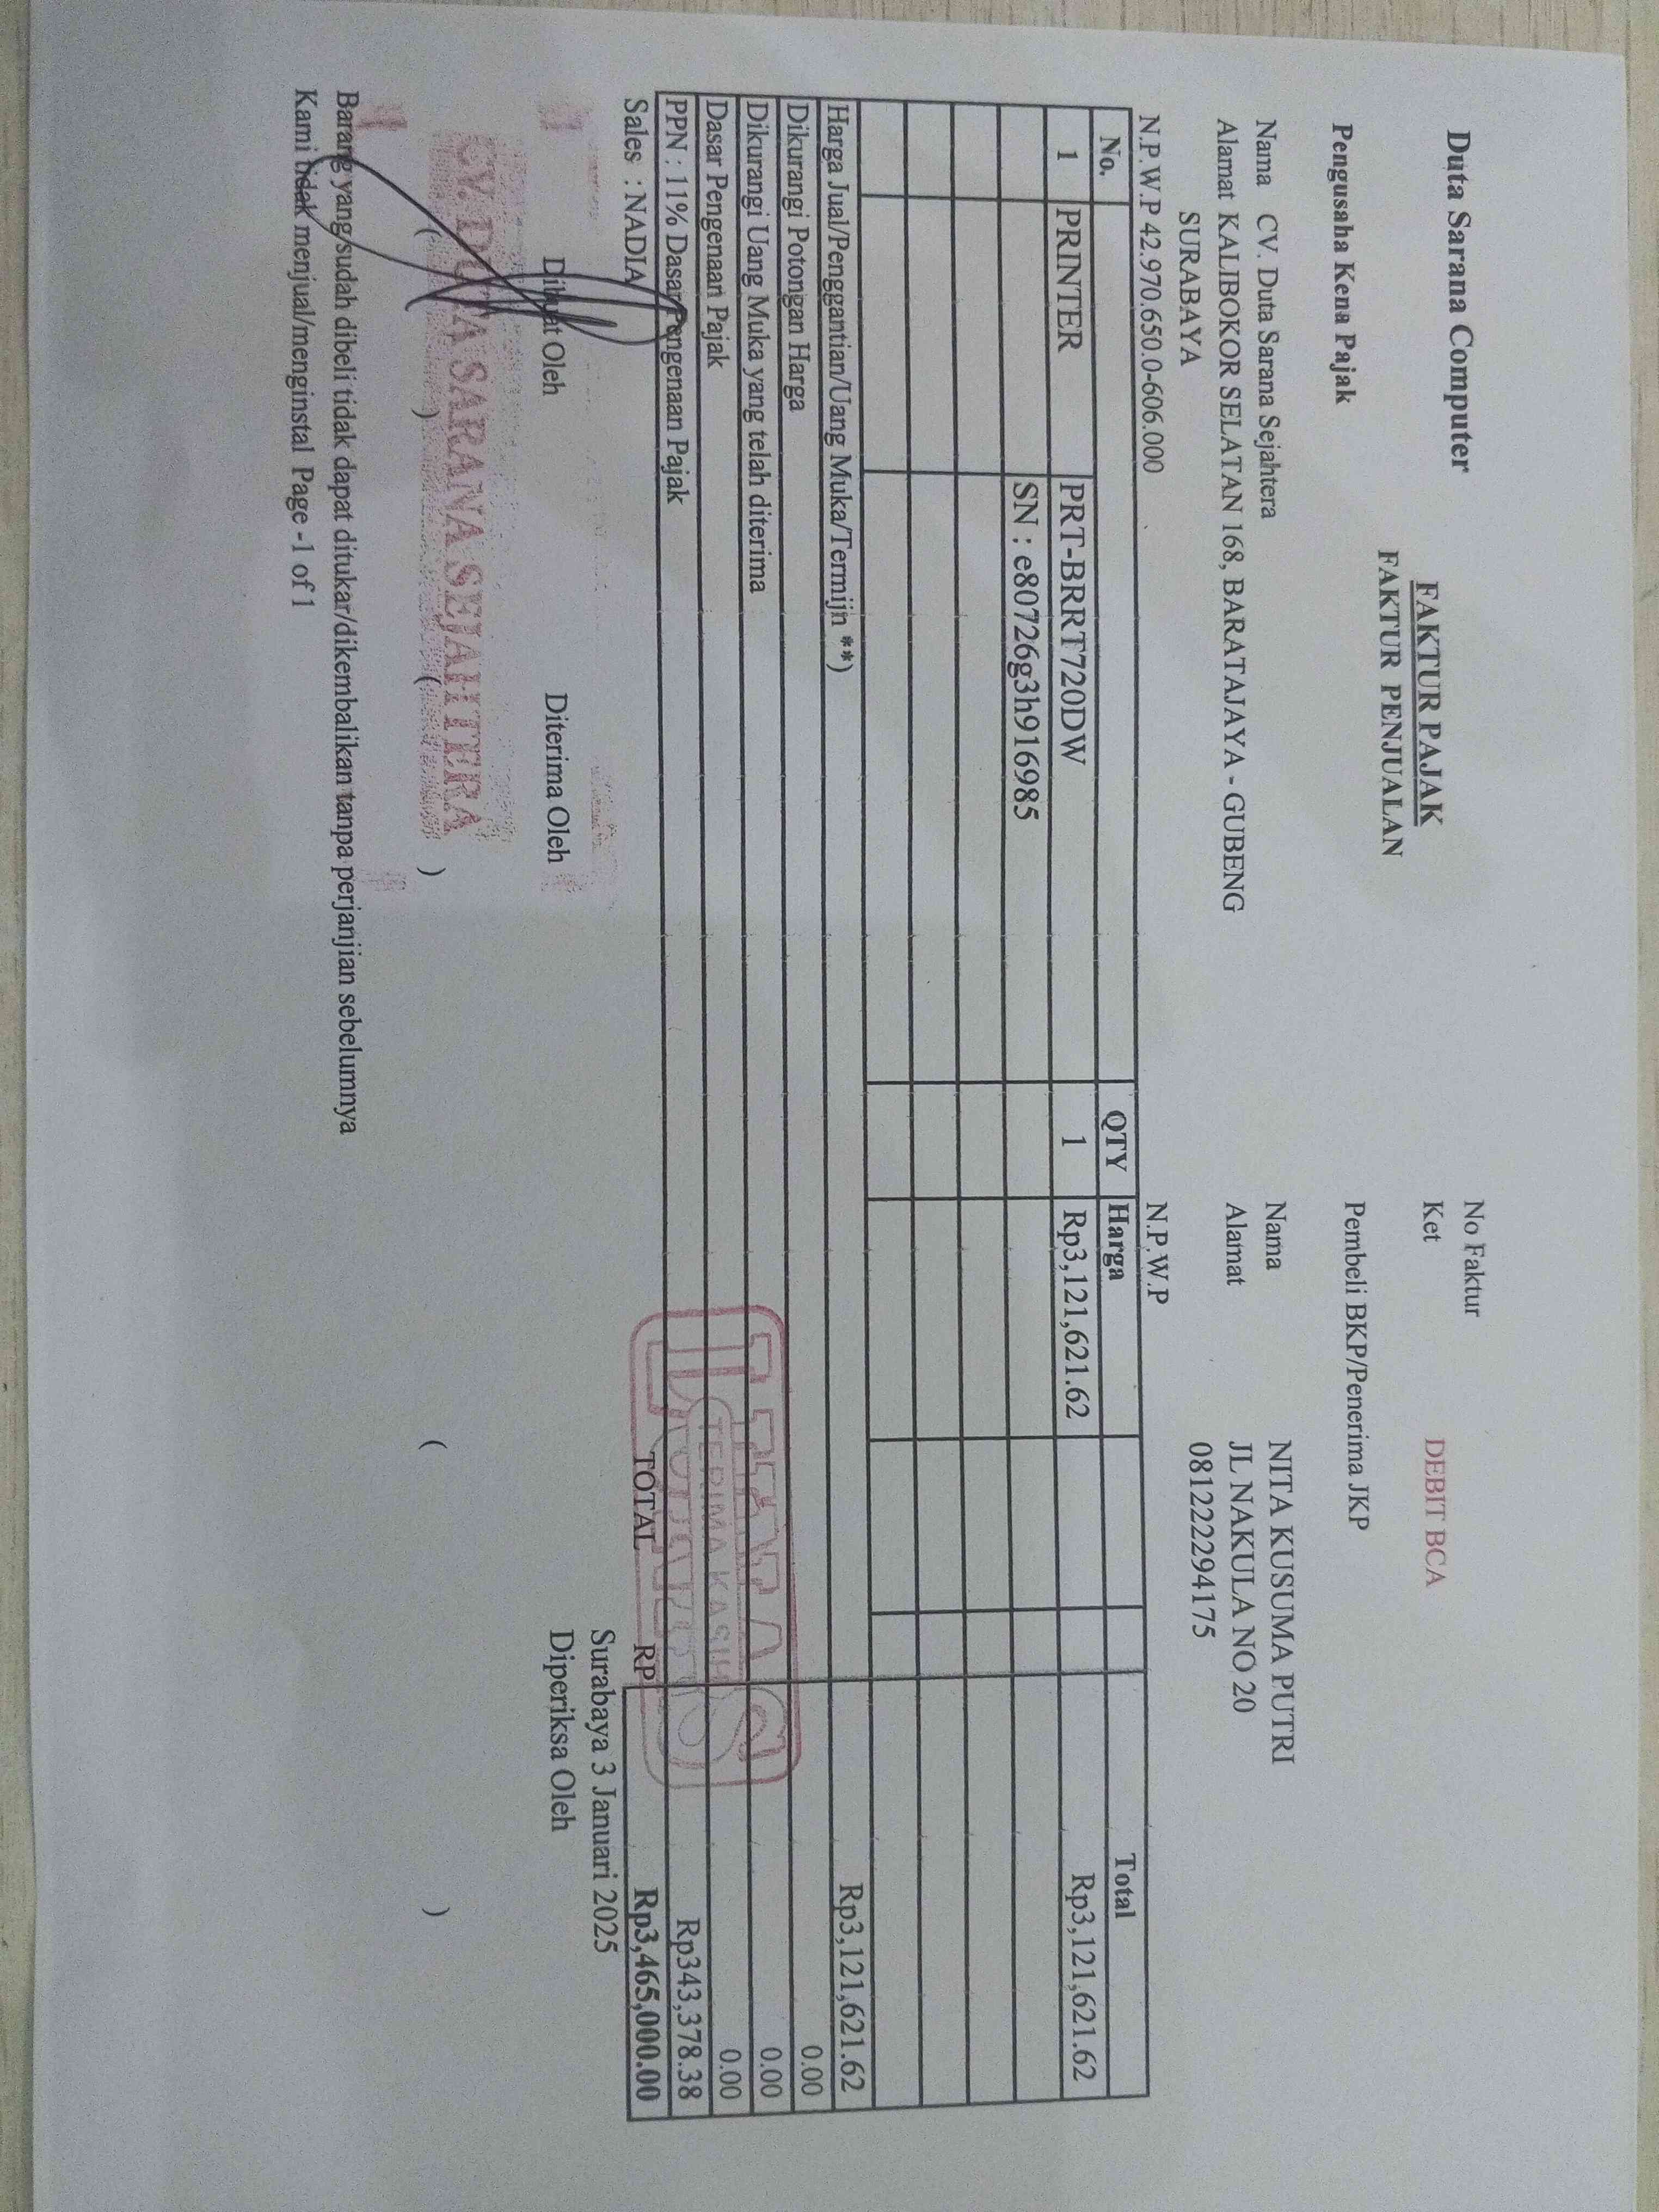 Duta Sarana Computer
FAKTUR PAJAK
FAKTUR PENJUALAN
No Faktur
Ket DEBIT BCA
Pengusaha Kena Pajak
Pembeli BKP/Penerima JKP
Nama CV. Duta Sarana Sejahtera
Alamat KALIBOKOR SELATAN 168, BARATAJAYA - GUBENG
SURABAYA
N.P.W.P 42.970.650.0-606.000
Nama NITA KUSUMA PUTRI
Alamat JL NAKULA NO 20
081222294175
N.P.W.P
No. QTY Harga Total
1 PRINTER PRT-BRRT720DW 1 Rp3,121,621.62 Rp3,121,621.62
SN : e80726g3h916985
Harga Jual/Penggantian/Uang Muka/Termijn **) Rp3,121,621.62
Dikurangi Potongan Harga 0.00
Dikurangi Uang Muka yang telah diterima 0.00
Dasar Pengenaan Pajak 0.00
PPN : 11% Dasar Pengenaan Pajak Rp343,378.38
Sales : NADIA TOTAL RP Rp3,465,000.00
TERIMA KASIH
Surabaya 3 Januari 2025
Dibuat Oleh Diterima Oleh Diperiksa Oleh
CV. DUTA SARANA SEJAHTERA
( ) ( ) ( )
Barang yang sudah dibeli tidak dapat ditukar/dikembalikan tanpa perjanjian sebelumnya
Kami tidak menjual/menginstal Page -1 of 1